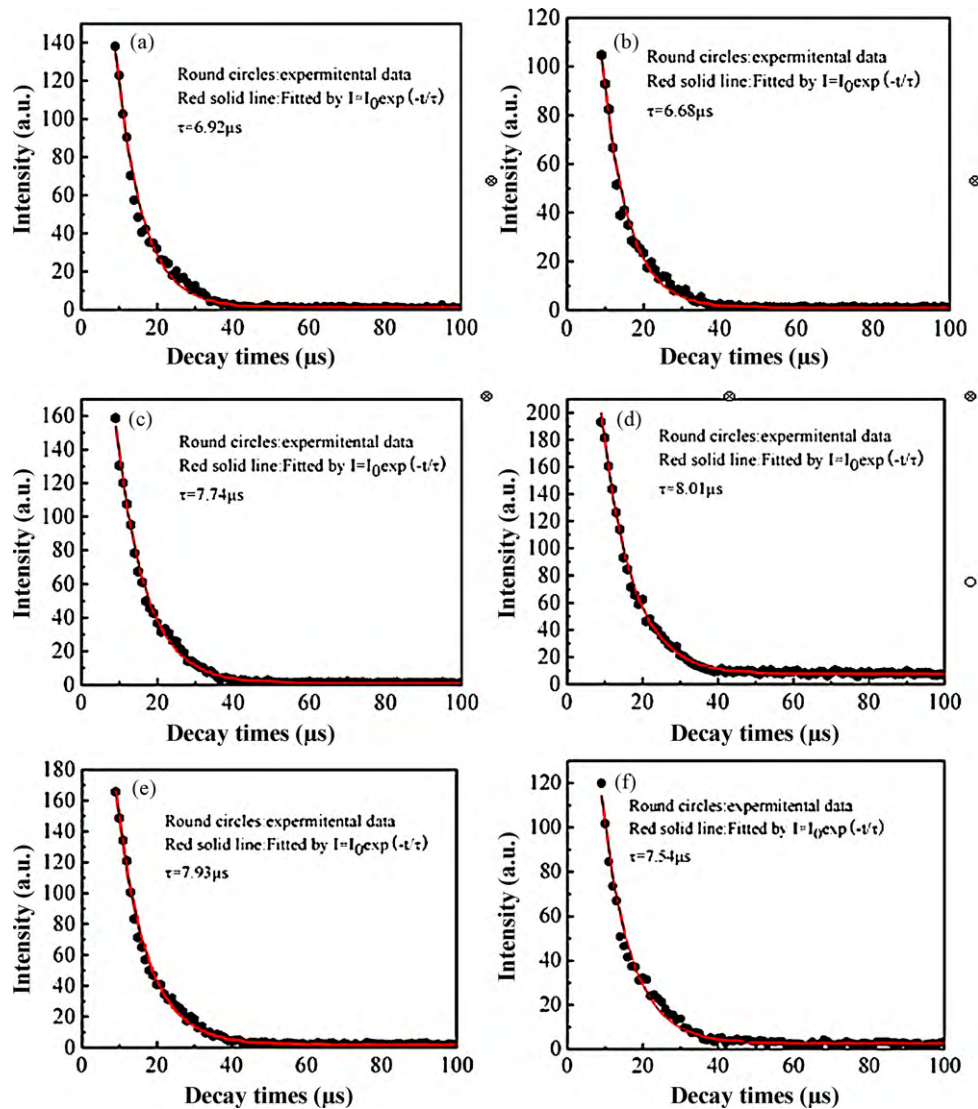 (a)
Round circles:expermitental data
Red solid line:Fitted by I=I0exp (-t/τ)
τ=6.92μs
Intensity (a.u.)
140
120
100
80
60
40
20
0
0 20 40 60 80 100
Decay times (μs)
(b)
Round circles:expermitental data
Red solid line:Fitted by I=I0exp (-t/τ)
τ=6.68μs
Intensity (a.u.)
120
100
80
60
40
20
0
0 20 40 60 80 100
Decay times (μs)
(c)
Round circles:expermitental data
Red solid line:Fitted by I=I0exp (-t/τ)
τ=7.74μs
Intensity (a.u.)
160
140
120
100
80
60
40
20
0
0 20 40 60 80 100
Decay times (μs)
(d)
Round circles:expermitental data
Red solid line:Fitted by I=I0exp (-t/τ)
τ=8.01μs
Intensity (a.u.)
200
180
160
140
120
100
80
60
40
20
0
0 20 40 60 80 100
Decay times (μs)
(e)
Round circles:expermitental data
Red solid line:Fitted by I=I0exp (-t/τ)
τ=7.93μs
Intensity (a.u.)
180
160
140
120
100
80
60
40
20
0
0 20 40 60 80 100
Decay times (μs)
(f)
Round circles:expermitental data
Red solid line:Fitted by I=I0exp (-t/τ)
τ=7.54μs
Intensity (a.u.)
120
100
80
60
40
20
0
0 20 40 60 80 100
Decay times (μs)